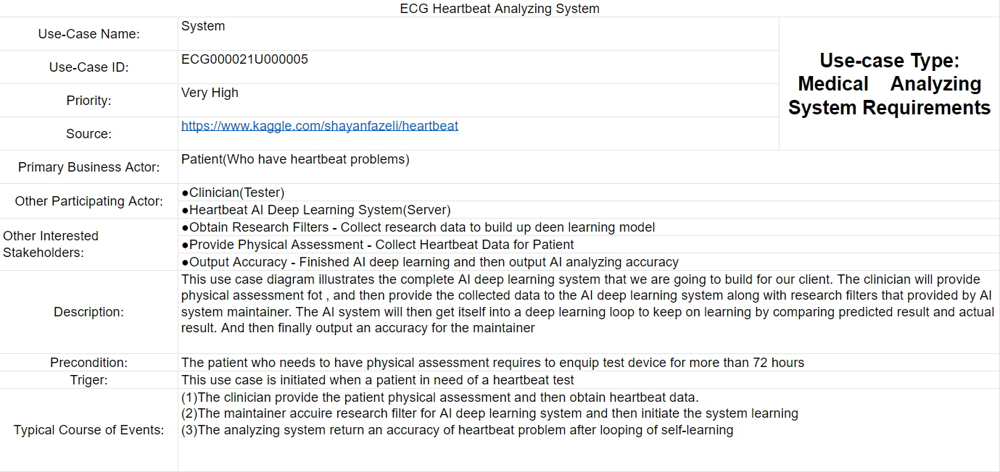 ECG Heartbeat Analyzing System
Use-Case Name:
System
Use-case Type:
Medical Analyzing
System Requirements
Use-Case ID:
ECG000021U000005
Priority:
Very High
Source:
https://www.kaggle.com/shayanfazeli/heartbeat
Primary Business Actor:
Patient(Who have heartbeat problems)
Other Participating Actor:
●Clinician(Tester)
●Heartbeat AI Deep Learning System(Server)
Other Interested
Stakeholders:
●Obtain Research Filters - Collect research data to build up deen learning model
●Provide Physical Assessment - Collect Heartbeat Data for Patient
●Output Accuracy - Finished AI deep learning and then output AI analyzing accuracy
Description:
This use case diagram illustrates the complete AI deep learning system that we are going to build for our client. The clinician will provide
physical assessment fot , and then provide the collected data to the AI deep learning system along with research filters that provided by AI
system maintainer. The AI system will then get itself into a deep learning loop to keep on learning by comparing predicted result and actual
result. And then finally output an accuracy for the maintainer
Precondition:
The patient who needs to have physical assessment requires to enquip test device for more than 72 hours
Triger:
This use case is initiated when a patient in need of a heartbeat test
Typical Course of Events:
(1)The clinician provide the patient physical assessment and then obtain heartbeat data.
(2)The maintainer accuire research filter for AI deep learning system and then initiate the system learning
(3)The analyzing system return an accuracy of heartbeat problem after looping of self-learning